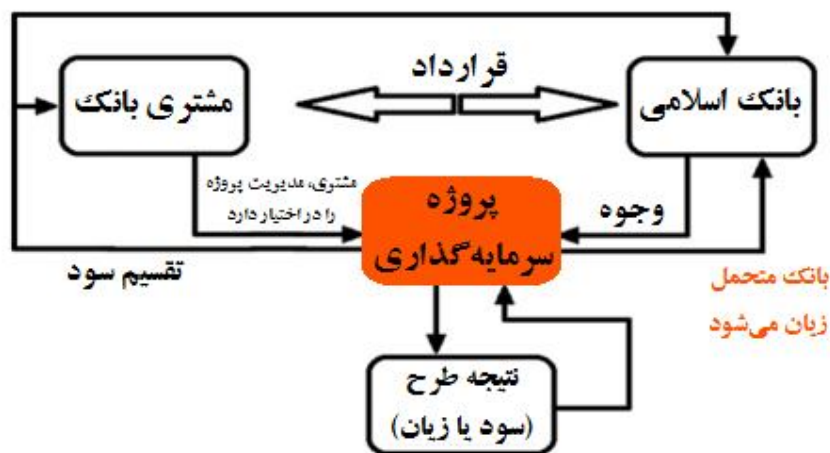 قرارداد
بانک اسلامی
مشتری بانک
مشتری، مدیریت پروژه
را در اختیار دارد
پروژه
سرمایه‌گذاری
وجوه
تقسیم سود
بانک متحمل
زیان می‌شود
نتیجه طرح
(سود یا زیان)